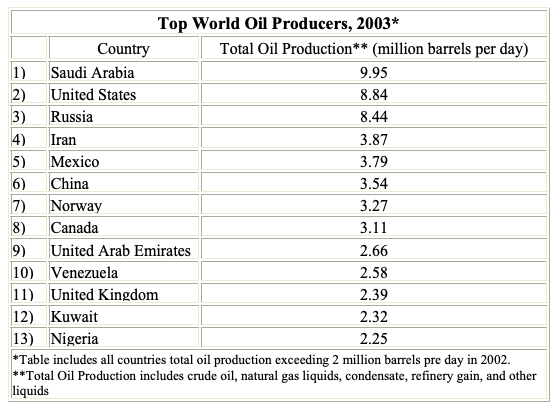 Top World Oil Producers, 2003*
Country Total Oil Production** (million barrels per day)
1) Saudi Arabia 9.95
2) United States 8.84
3) Russia 8.44
4) Iran 3.87
5) Mexico 3.79
6) China 3.54
7) Norway 3.27
8) Canada 3.11
9) United Arab Emirates 2.66
10) Venezuela 2.58
11) United Kingdom 2.39
12) Kuwait 2.32
13) Nigeria 2.25
*Table includes all countries total oil production exceeding 2 million barrels pre day in 2002.
**Total Oil Production includes crude oil, natural gas liquids, condensate, refinery gain, and other
liquids